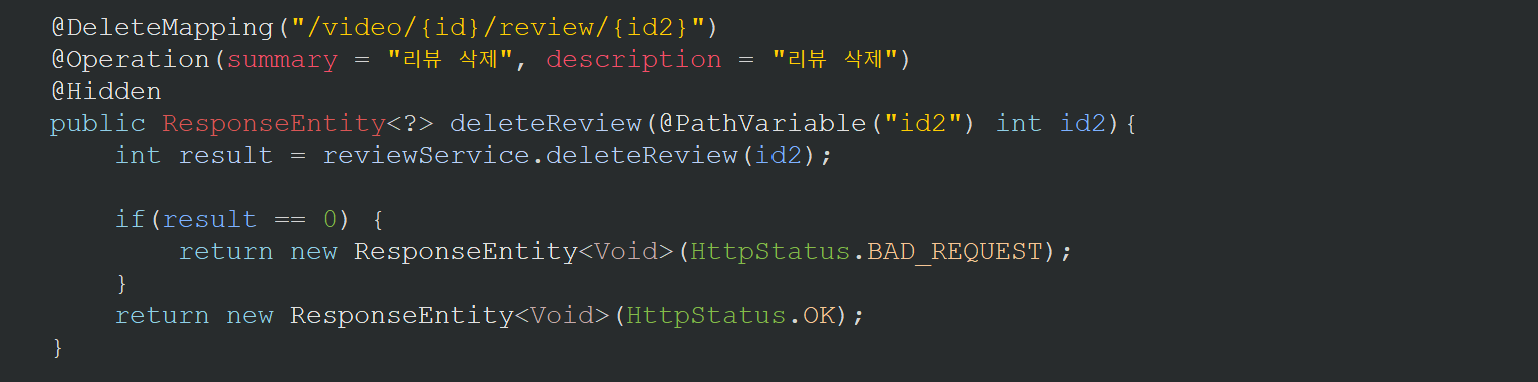 @DeleteMapping("/video/{id}/review/{id2}")
@Operation(summary = "리뷰 삭제", description = "리뷰 삭제")
@Hidden
public ResponseEntity<?> deleteReview(@PathVariable("id2") int id2){
int result = reviewService.deleteReview(id2);
if(result == 0) {
return new ResponseEntity<Void>(HttpStatus.BAD_REQUEST);
}
return new ResponseEntity<Void>(HttpStatus.OK);
}